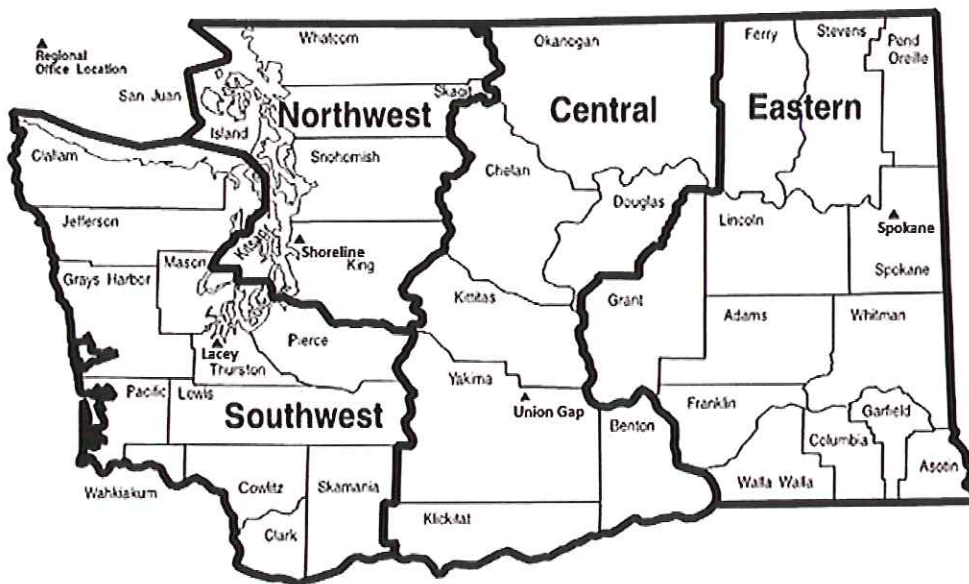 Whatcom
Okanogan
Ferry
Stevens
Pend
Oreille
▲
Regional
Office Location
San Juan
Skagit
Northwest
Central
Eastern
Island
Clallam
Snohomish
Chelan
Douglas
Jefferson
Lincoln
▲
Spokane
Kitsap
▲
Shoreline
King
Mason
Grays Harbor
Spokane
Kittitas
Grant
Adams
Whitman
Pierce
▲
Lacey
Thurston
Yakima
▲
Union Gap
Pacific
Lewis
Southwest
Benton
Franklin
Garfield
Columbia
Walla Walla
Asotin
Wahkiakum
Cowlitz
Skamania
Klickitat
Clark